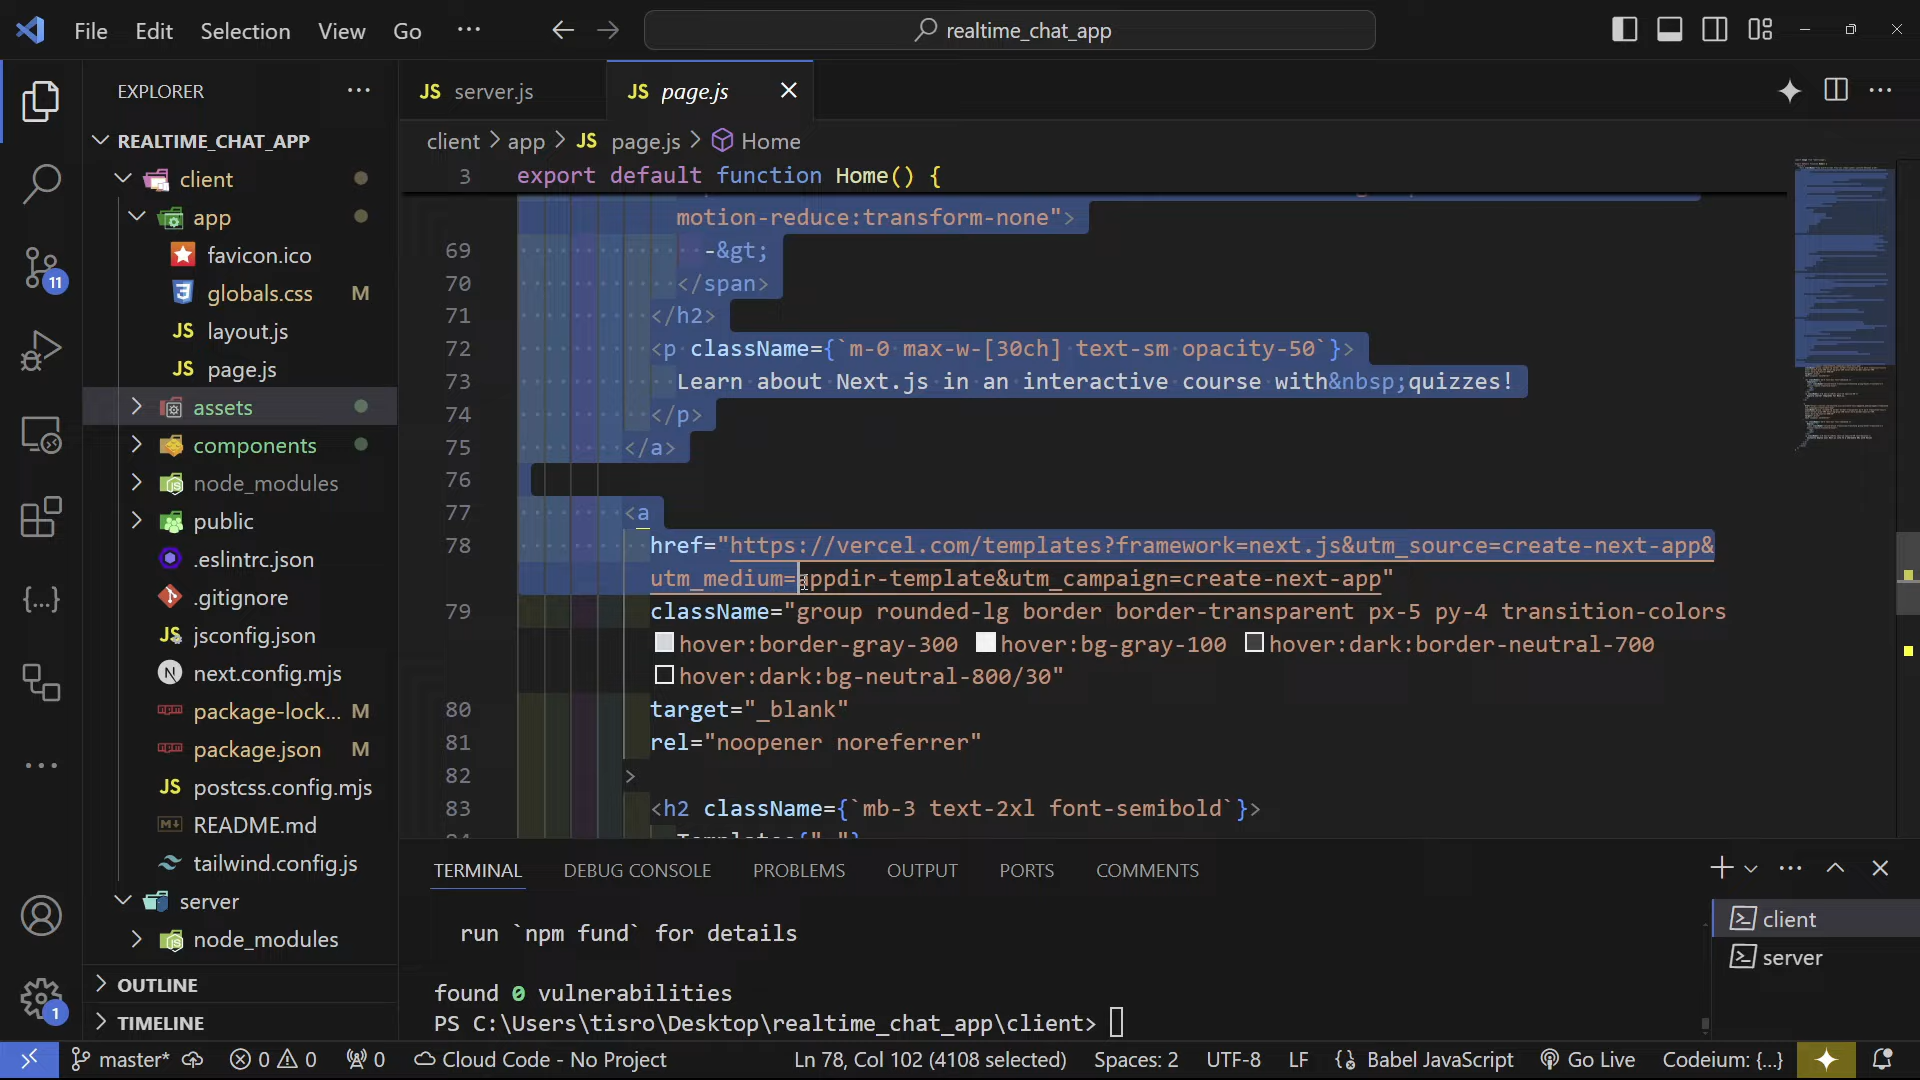 File Edit Selection View Go ···
realtime_chat_app
EXPLORER
REALTIME_CHAT_APP
client
app
favicon.ico
globals.css M
layout.js
page.js
assets
components
node_modules
public
.eslintrc.json
.gitignore
jsconfig.json
next.config.mjs
package-lock... M
package.json M
postcss.config.mjs
README.md
tailwind.config.js
server
node_modules
OUTLINE
TIMELINE
11
1
JS server.js
JS page.js
client > app > JS page.js > Home
3 export default function Home() {
motion-reduce:transform-none">
69 -&gt;
70 </span>
71 </h2>
72 <p className={`m-0 max-w-[30ch] text-sm opacity-50`}>
73 Learn about Next.js in an interactive course with&nbsp;quizzes!
74 </p>
75 </a>
76
77 <a
78 href="https://vercel.com/templates?framework=next.js&utm_source=create-next-app&
utm_medium=appdir-template&utm_campaign=create-next-app"
79 className="group rounded-lg border border-transparent px-5 py-4 transition-colors
hover:border-gray-300 hover:bg-gray-100 hover:dark:border-neutral-700
hover:dark:bg-neutral-800/30"
80 target="_blank"
81 rel="noopener noreferrer"
82 >
83 <h2 className={`mb-3 text-2xl font-semibold`}>
TERMINAL DEBUG CONSOLE PROBLEMS OUTPUT PORTS COMMENTS
run `npm fund` for details
found 0 vulnerabilities
PS C:\Users\tisro\Desktop\realtime_chat_app\client>
client
server
master* 0 0 0 Cloud Code - No Project Ln 78, Col 102 (4108 selected) Spaces: 2 UTF-8 LF Babel JavaScript Go Live Codeium: {...}